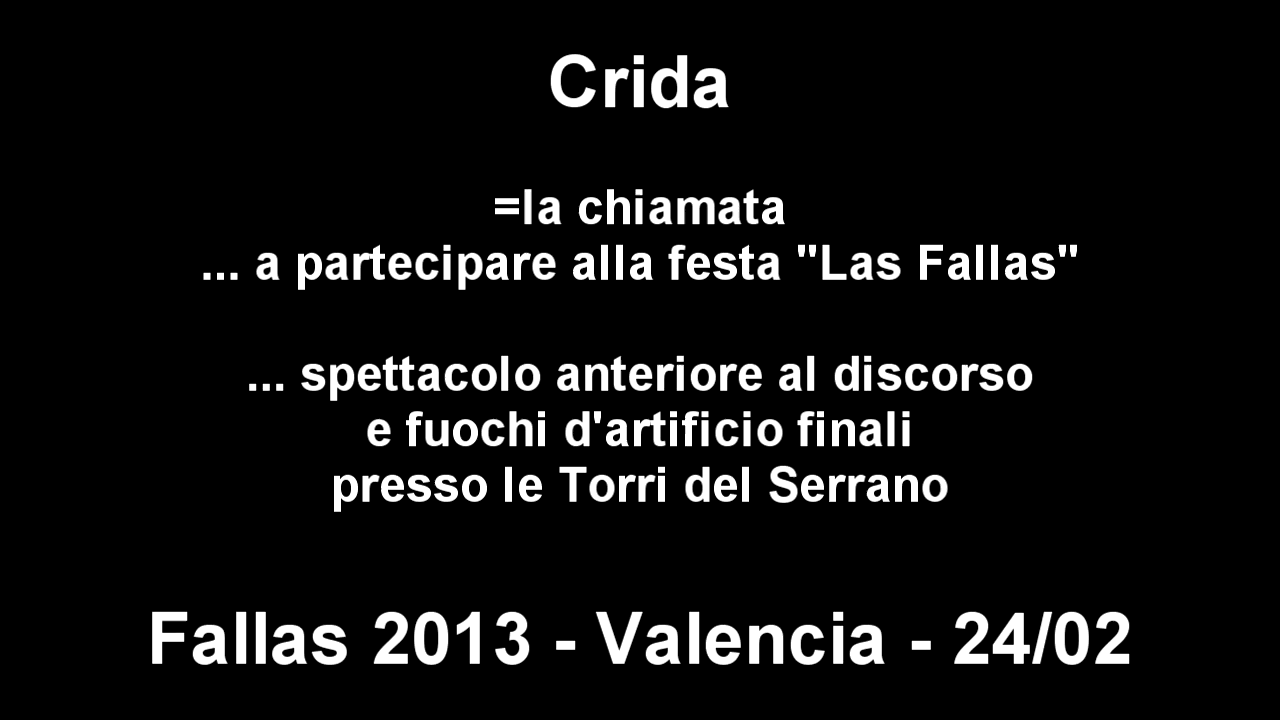 Crida
=la chiamata
... a partecipare alla festa "Las Fallas"
... spettacolo anteriore al discorso
e fuochi d'artificio finali
presso le Torri del Serrano
Fallas 2013 - Valencia - 24/02